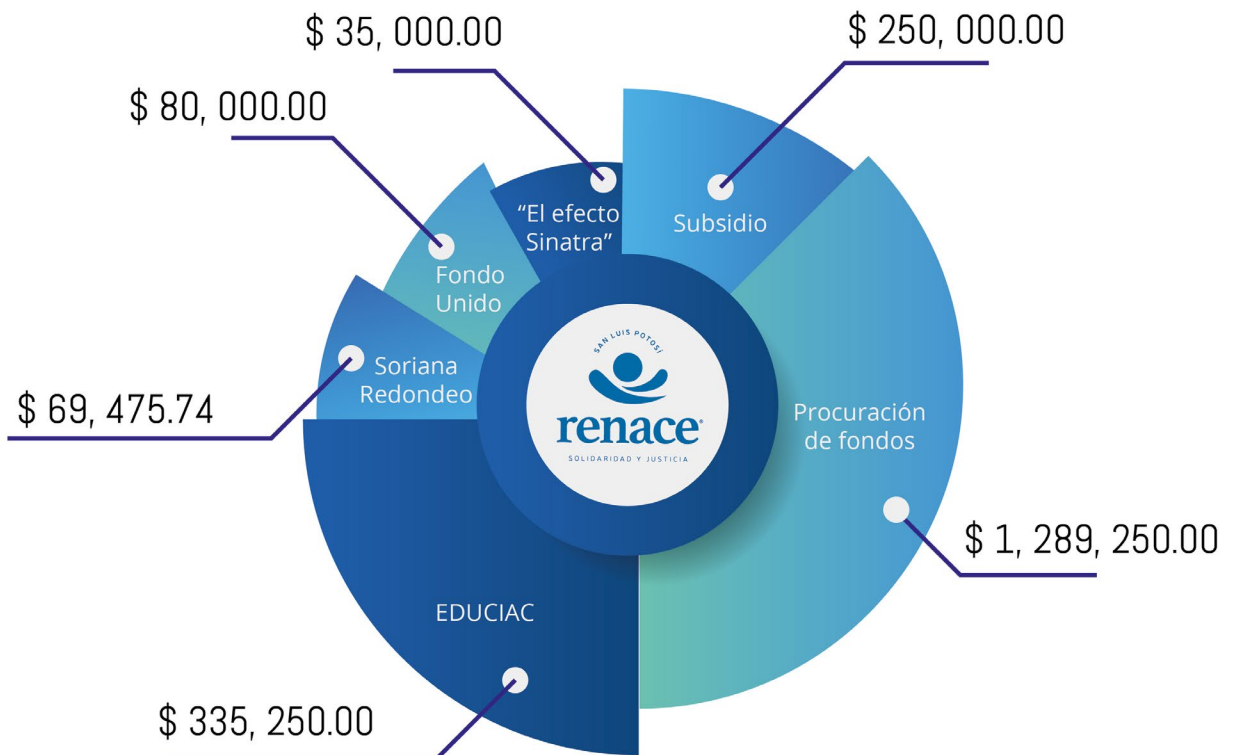 $ 35, 000.00
$ 250, 000.00
$ 80, 000.00
“El efecto
Sinatra”
Subsidio
Fondo
Unido
Soriana
Redondeo
$ 69, 475.74
SAN LUIS POTOSÍ
renace®
SOLIDARIDAD Y JUSTICIA
Procuración
de fondos
$ 1, 289, 250.00
EDUCIAC
$ 335, 250.00